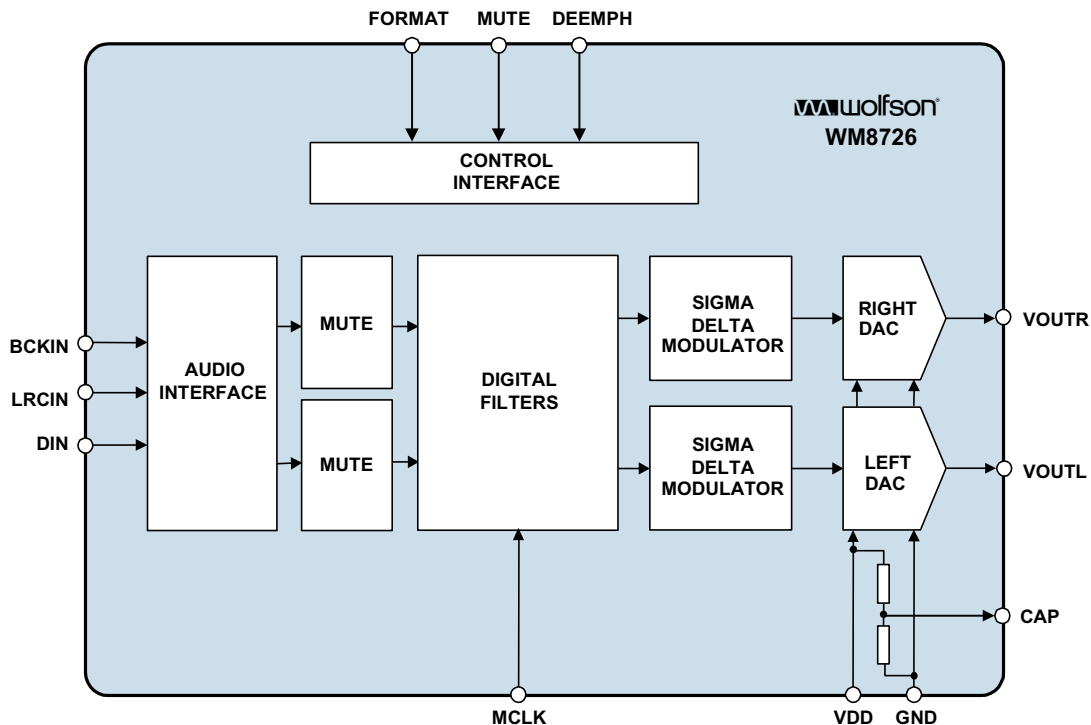 FORMAT MUTE DEEMPH
wolfson®
WM8726
CONTROL
INTERFACE
BCKIN
LRCIN
DIN
AUDIO
INTERFACE
MUTE
MUTE
DIGITAL
FILTERS
SIGMA
DELTA
MODULATOR
SIGMA
DELTA
MODULATOR
RIGHT
DAC
LEFT
DAC
VOUTR
VOUTL
CAP
MCLK
VDD GND